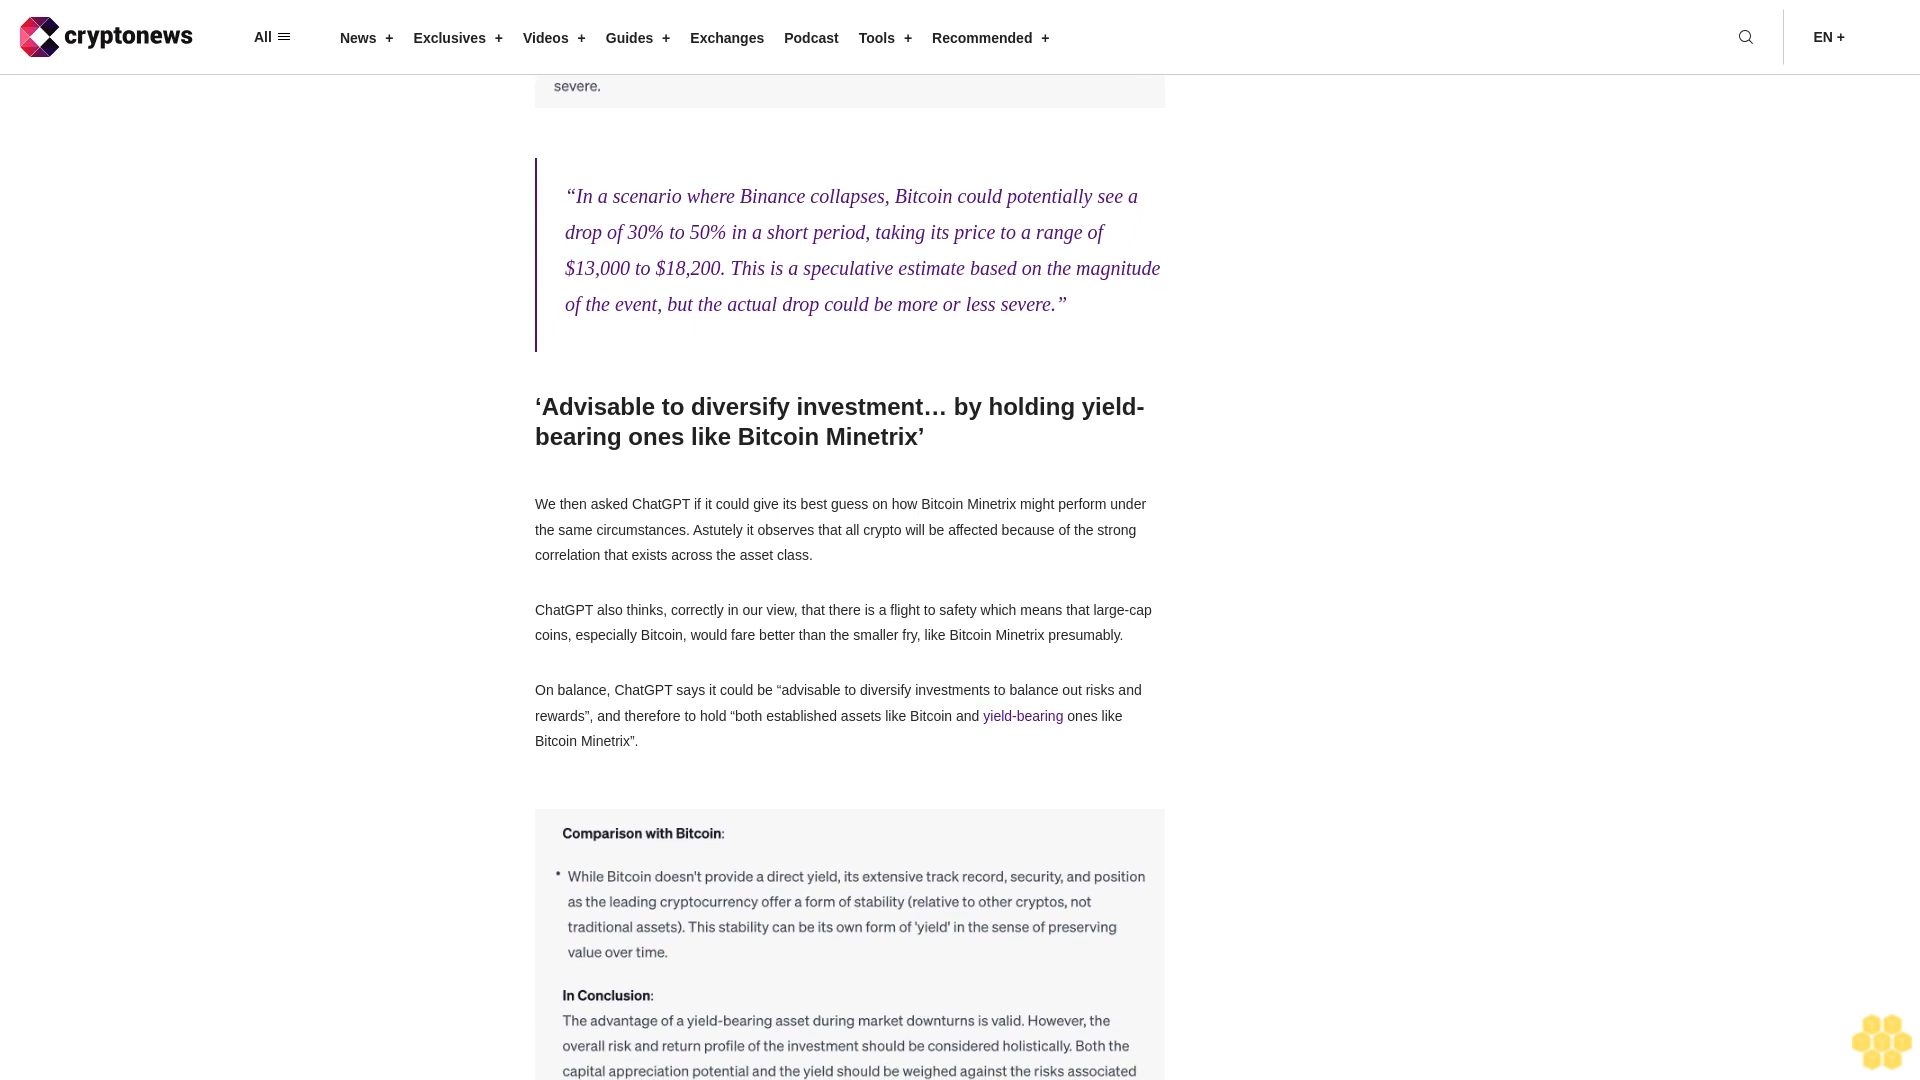 cryptonews All News + Exclusives + Videos + Guides + Exchanges Podcast Tools + Recommended + EN +
severe.
“In a scenario where Binance collapses, Bitcoin could potentially see a
drop of 30% to 50% in a short period, taking its price to a range of
$13,000 to $18,200. This is a speculative estimate based on the magnitude
of the event, but the actual drop could be more or less severe.”
‘Advisable to diversify investment… by holding yield-
bearing ones like Bitcoin Minetrix’
We then asked ChatGPT if it could give its best guess on how Bitcoin Minetrix might perform under
the same circumstances. Astutely it observes that all crypto will be affected because of the strong
correlation that exists across the asset class.
ChatGPT also thinks, correctly in our view, that there is a flight to safety which means that large-cap
coins, especially Bitcoin, would fare better than the smaller fry, like Bitcoin Minetrix presumably.
On balance, ChatGPT says it could be “advisable to diversify investments to balance out risks and
rewards”, and therefore to hold “both established assets like Bitcoin and yield-bearing ones like
Bitcoin Minetrix”.
Comparison with Bitcoin:
• While Bitcoin doesn't provide a direct yield, its extensive track record, security, and position
as the leading cryptocurrency offer a form of stability (relative to other cryptos, not
traditional assets). This stability can be its own form of 'yield' in the sense of preserving
value over time.
In Conclusion:
The advantage of a yield-bearing asset during market downturns is valid. However, the
overall risk and return profile of the investment should be considered holistically. Both the
capital appreciation potential and the yield should be weighed against the risks associated